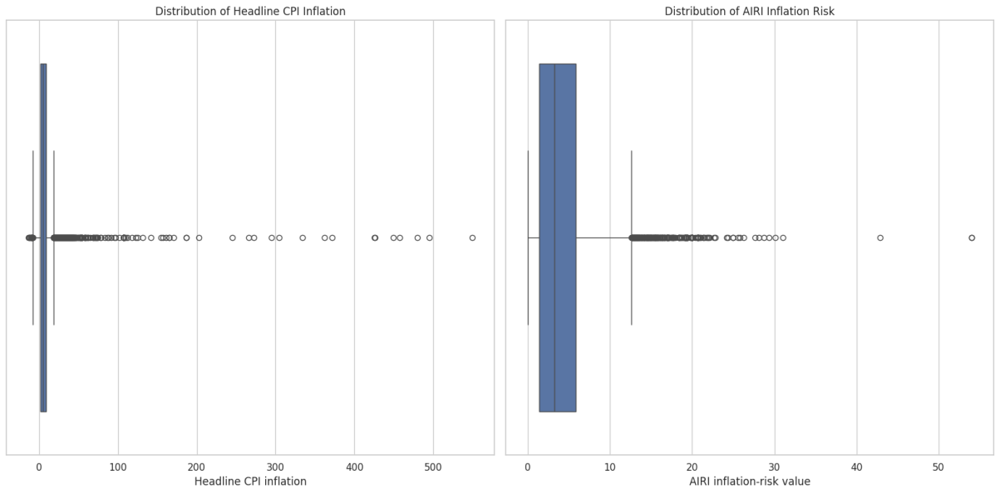 Distribution of Headline CPI Inflation
0 100 200 300 400 500
Headline CPI inflation
Distribution of AIRI Inflation Risk
0 10 20 30 40 50
AIRI inflation-risk value